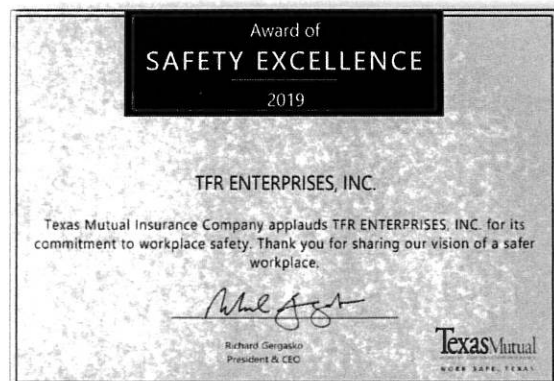 Award of
SAFETY EXCELLENCE
2019
TFR ENTERPRISES, INC.
Texas Mutual Insurance Company applauds TFR ENTERPRISES, INC. for its
commitment to workplace safety. Thank you for sharing our vision of a safer
workplace.
Richard Gergasko
President & CEO
TexasMutual
WORK SAFE, TEXAS